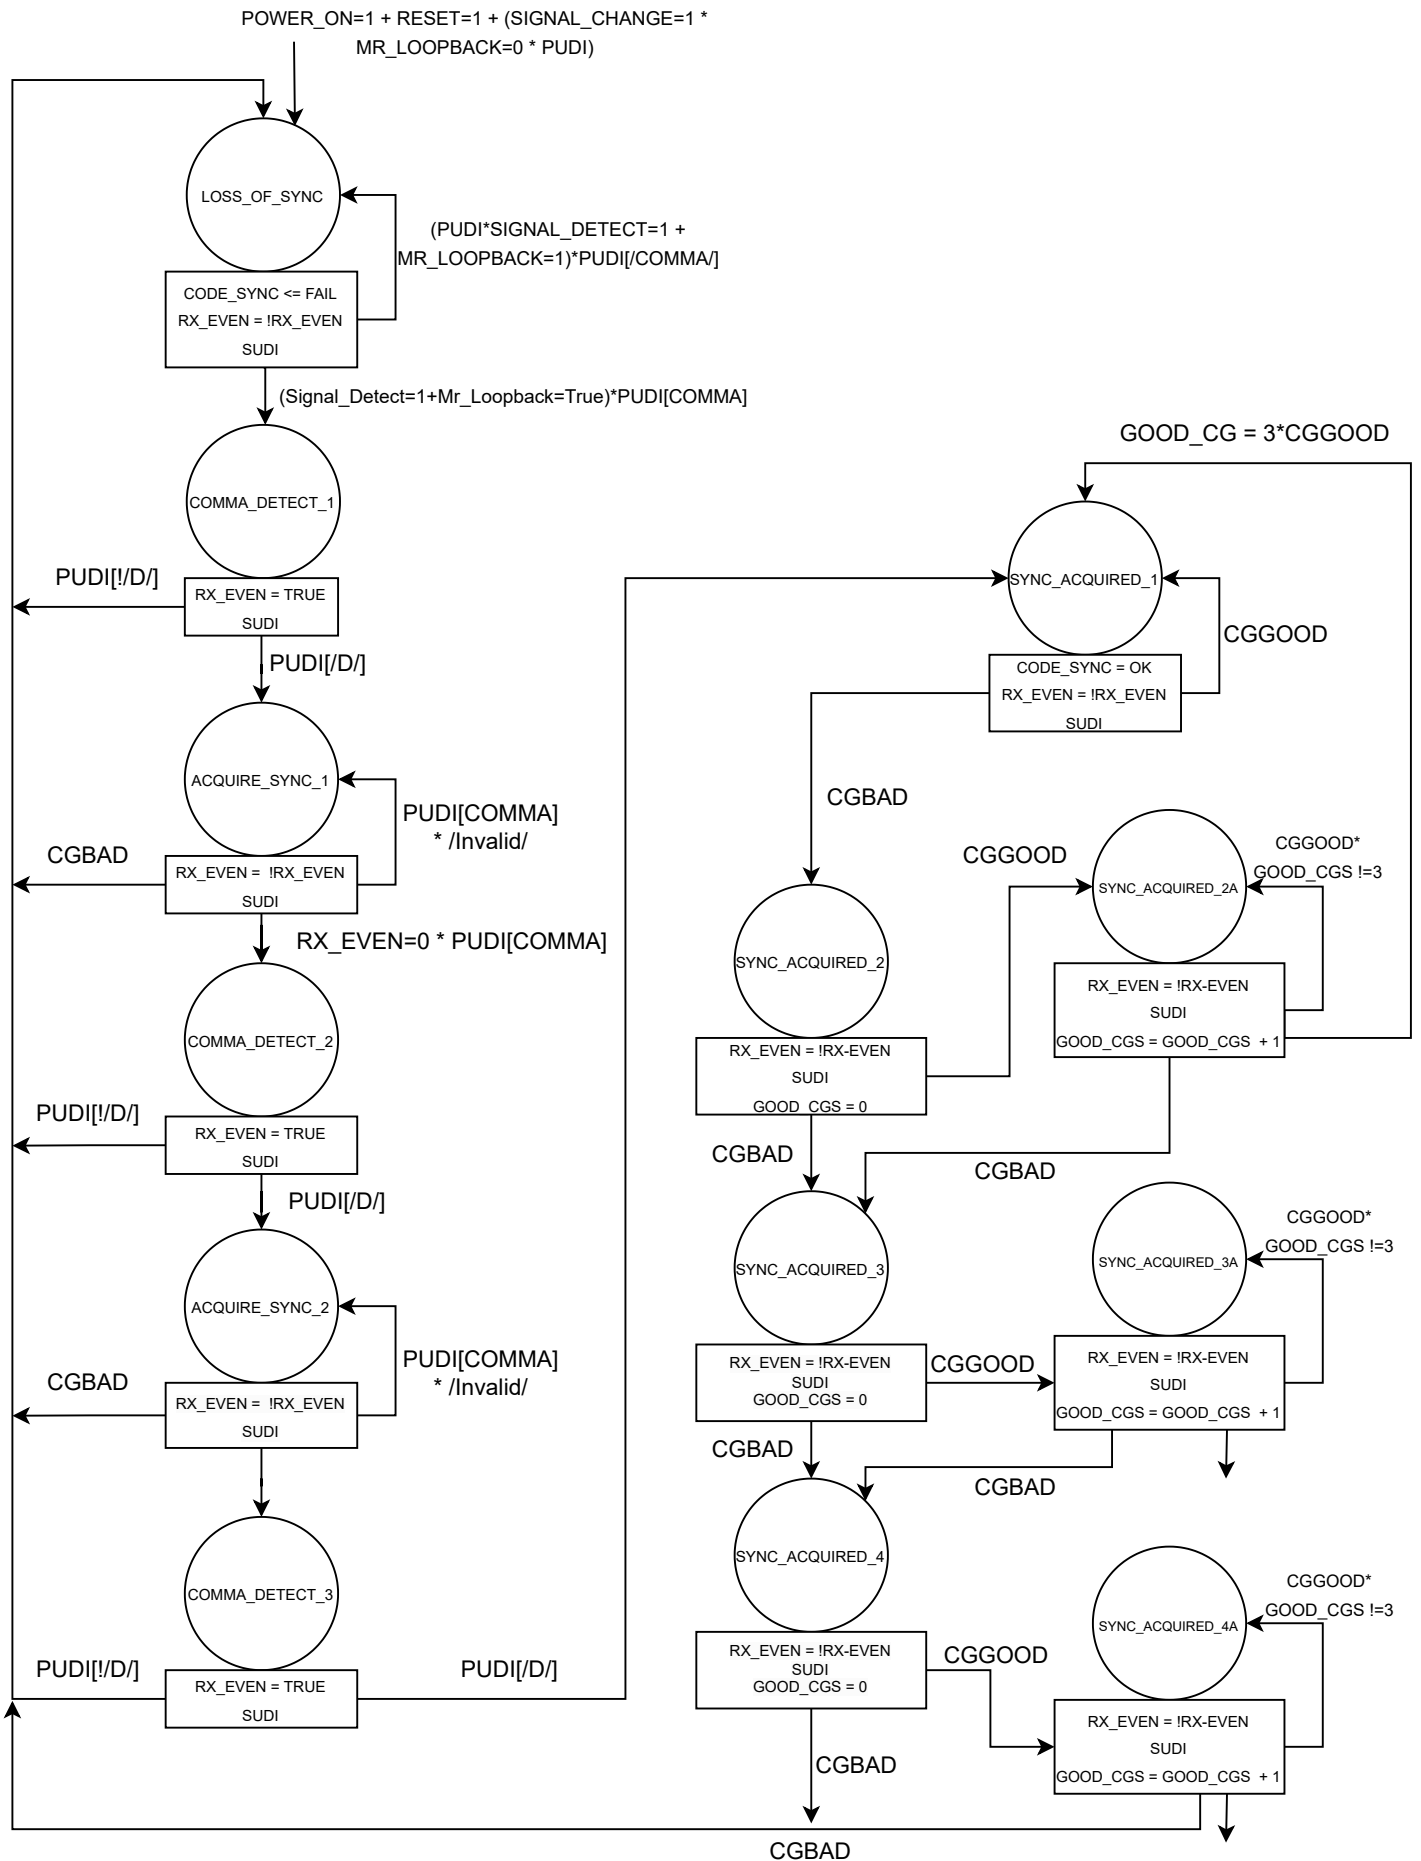 POWER_ON=1 + RESET=1 + (SIGNAL_CHANGE=1 *
MR_LOOPBACK=0 * PUDI)
LOSS_OF_SYNC
(PUDI*SIGNAL_DETECT=1 +
MR_LOOPBACK=1)*PUDI[/COMMA/]
CODE_SYNC <= FAIL
RX_EVEN = !RX_EVEN
SUDI
(Signal_Detect=1+Mr_Loopback=True)*PUDI[COMMA]
COMMA_DETECT_1
PUDI[!/D/]
RX_EVEN = TRUE
SUDI
PUDI[/D/]
ACQUIRE_SYNC_1
PUDI[COMMA]
* /Invalid/
CGBAD
RX_EVEN = !RX_EVEN
SUDI
RX_EVEN=0 * PUDI[COMMA]
COMMA_DETECT_2
PUDI[!/D/]
RX_EVEN = TRUE
SUDI
PUDI[/D/]
ACQUIRE_SYNC_2
PUDI[COMMA]
* /Invalid/
CGBAD
RX_EVEN = !RX_EVEN
SUDI
COMMA_DETECT_3
PUDI[!/D/]
RX_EVEN = TRUE
SUDI
PUDI[/D/]
GOOD_CG = 3*CGGOOD
SYNC_ACQUIRED_1
CGGOOD
CODE_SYNC = OK
RX_EVEN = !RX_EVEN
SUDI
CGBAD
SYNC_ACQUIRED_2
CGGOOD
RX_EVEN = !RX-EVEN
SUDI
GOOD_CGS = 0
SYNC_ACQUIRED_2A
CGGOOD*
GOOD_CGS !=3
RX_EVEN = !RX-EVEN
SUDI
GOOD_CGS = GOOD_CGS + 1
CGBAD
CGBAD
SYNC_ACQUIRED_3
RX_EVEN = !RX-EVEN
SUDI
GOOD_CGS = 0
CGGOOD
SYNC_ACQUIRED_3A
CGGOOD*
GOOD_CGS !=3
RX_EVEN = !RX-EVEN
SUDI
GOOD_CGS = GOOD_CGS + 1
CGBAD
CGBAD
SYNC_ACQUIRED_4
RX_EVEN = !RX-EVEN
SUDI
GOOD_CGS = 0
CGGOOD
SYNC_ACQUIRED_4A
CGGOOD*
GOOD_CGS !=3
RX_EVEN = !RX-EVEN
SUDI
GOOD_CGS = GOOD_CGS + 1
CGBAD
CGBAD